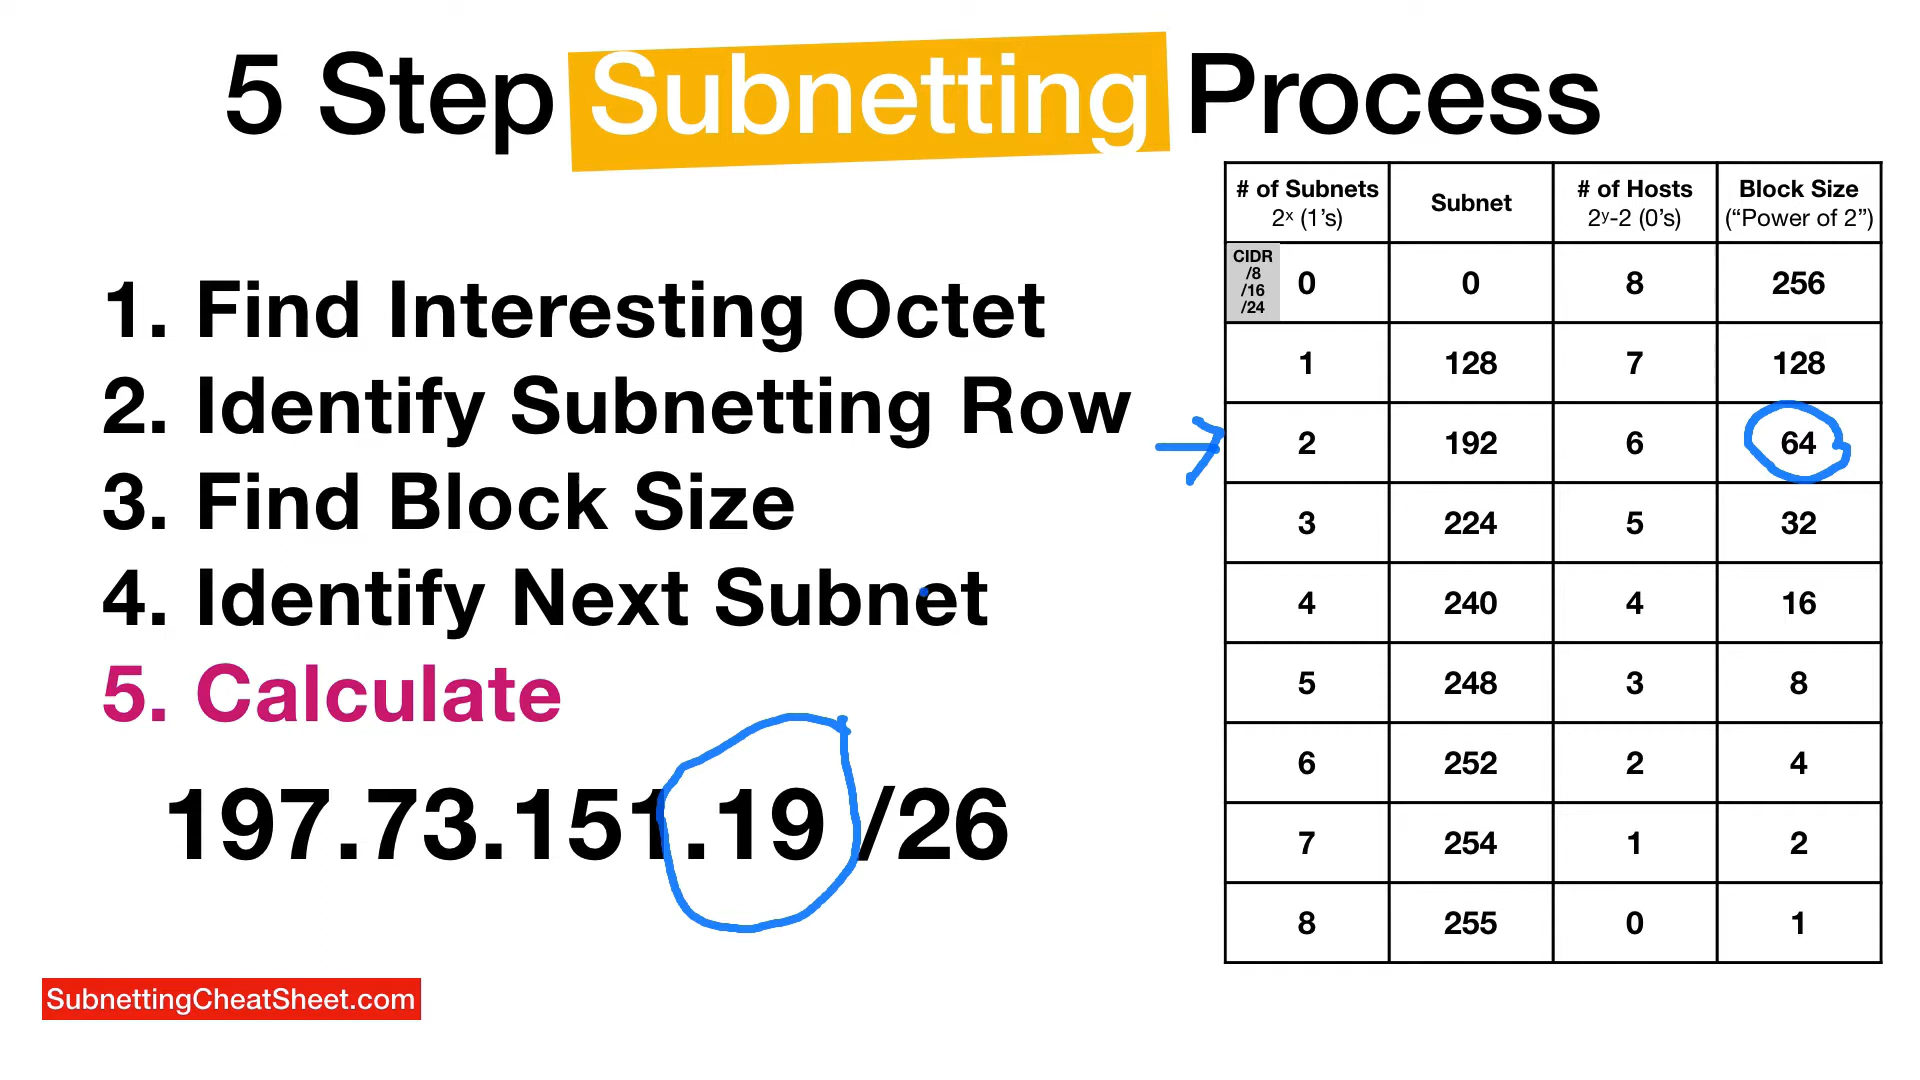 5 Step Subnetting Process
1. Find Interesting Octet
2. Identify Subnetting Row
3. Find Block Size
4. Identify Next Subnet
5. Calculate
197.73.151.19 /26
SubnettingCheatSheet.com
# of Subnets 2ˣ (1’s) Subnet # of Hosts 2ʸ-2 (0’s) Block Size (“Power of 2”)
CIDR /8 /16 /24 0 0 8 256
1 128 7 128
2 192 6 64
3 224 5 32
4 240 4 16
5 248 3 8
6 252 2 4
7 254 1 2
8 255 0 1